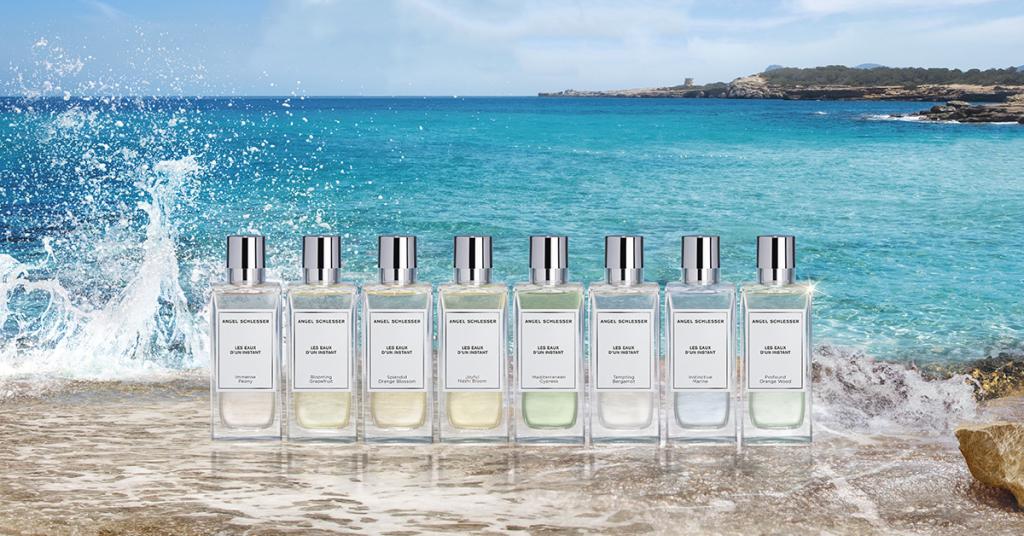 ANGEL SCHLESSER
LES EAUX
D'UN INSTANT
Immense
Peony
ANGEL SCHLESSER
LES EAUX
D'UN INSTANT
Blooming
Grapefruit
ANGEL SCHLESSER
LES EAUX
D'UN INSTANT
Splendid
Orange Blossom
ANGEL SCHLESSER
LES EAUX
D'UN INSTANT
Joyful
Nashi Bloom
ANGEL SCHLESSER
LES EAUX
D'UN INSTANT
Mediterranean
Cypress
ANGEL SCHLESSER
LES EAUX
D'UN INSTANT
Tempting
Bergamot
ANGEL SCHLESSER
LES EAUX
D'UN INSTANT
Instinctive
Marine
ANGEL SCHLESSER
LES EAUX
D'UN INSTANT
Profound
Orange Wood